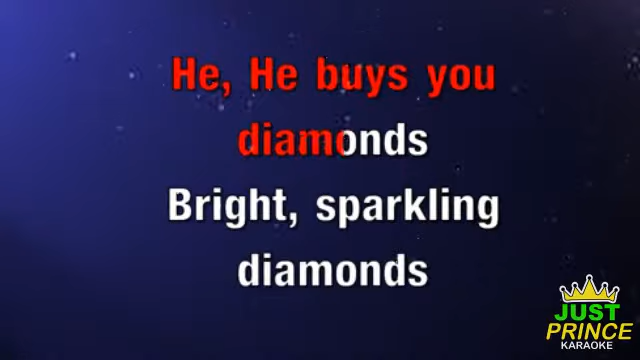 He, He buys you
diamonds
Bright, sparkling
diamonds
JUST
PRINCE
KARAOKE